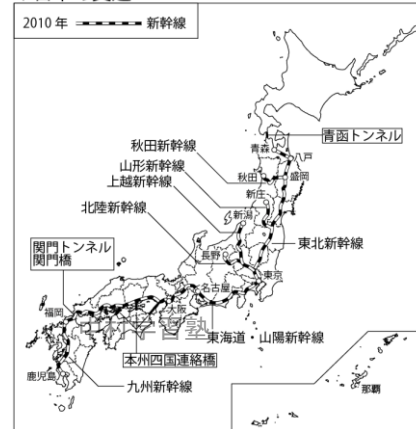 2010 年 新幹線
青函トンネル
秋田新幹線
青森
八戸
山形新幹線
秋田
盛岡
上越新幹線
新庄
北陸新幹線
新潟
東北新幹線
長野
関門トンネル
関門橋
東京
名古屋
福岡
大阪
東海道・山陽新幹線
本州四国連絡橋
鹿児島
九州新幹線
那覇